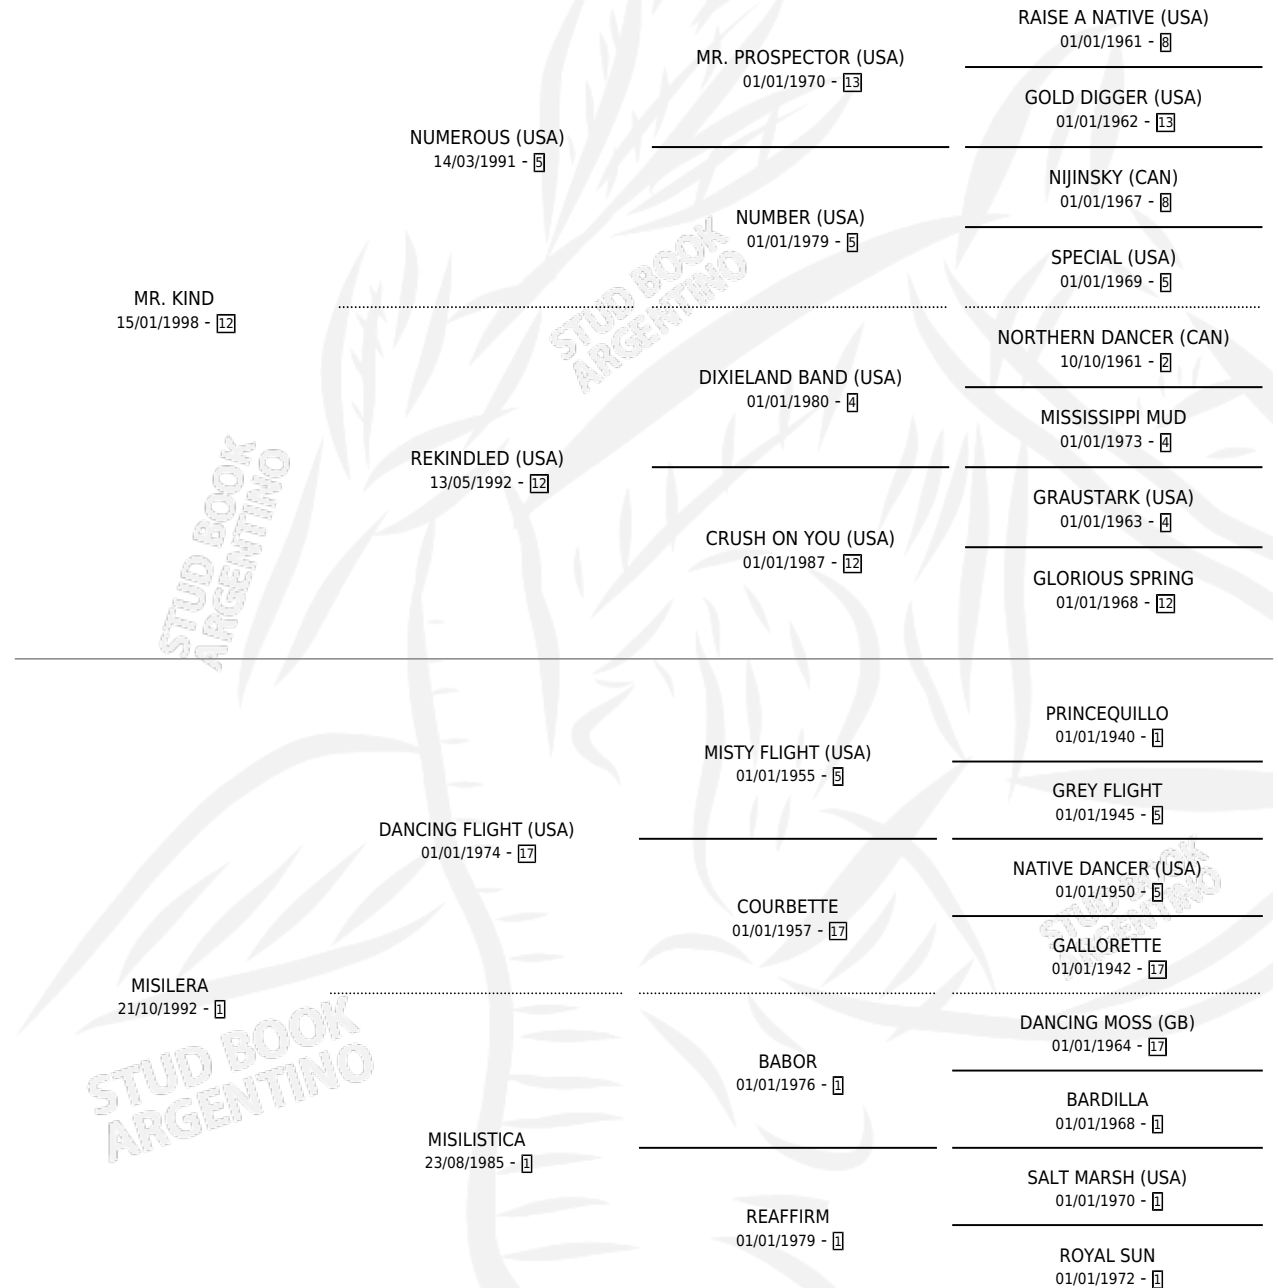 RAISE A NATIVE (USA)
01/01/1961 - 8
MR. PROSPECTOR (USA)
01/01/1970 - 13
GOLD DIGGER (USA)
01/01/1962 - 13
NUMEROUS (USA)
14/03/1991 - 5
NIJINSKY (CAN)
01/01/1967 - 8
NUMBER (USA)
01/01/1979 - 5
SPECIAL (USA)
01/01/1969 - 5
MR. KIND
15/01/1998 - 12
NORTHERN DANCER (CAN)
10/10/1961 - 2
DIXIELAND BAND (USA)
01/01/1980 - 4
MISSISSIPPI MUD
01/01/1973 - 4
REKINDLED (USA)
13/05/1992 - 12
GRAUSTARK (USA)
01/01/1963 - 4
CRUSH ON YOU (USA)
01/01/1987 - 12
GLORIOUS SPRING
01/01/1968 - 12
PRINCEQUILLO
01/01/1940 - 1
MISTY FLIGHT (USA)
01/01/1955 - 5
GREY FLIGHT
01/01/1945 - 5
DANCING FLIGHT (USA)
01/01/1974 - 17
NATIVE DANCER (USA)
01/01/1950 - 5
COURBETTE
01/01/1957 - 17
GALLORETTE
01/01/1942 - 17
MISILERA
21/10/1992 - 1
DANCING MOSS (GB)
01/01/1964 - 17
BABOR
01/01/1976 - 1
BARDILLA
01/01/1968 - 1
MISILISTICA
23/08/1985 - 1
SALT MARSH (USA)
01/01/1970 - 1
REAFFIRM
01/01/1979 - 1
ROYAL SUN
01/01/1972 - 1
STUD BOOK
ARGENTINO
STUD BOOK
ARGENTINO
STUD BOOK
ARGENTINO
STUD BOOK
ARGENTINO